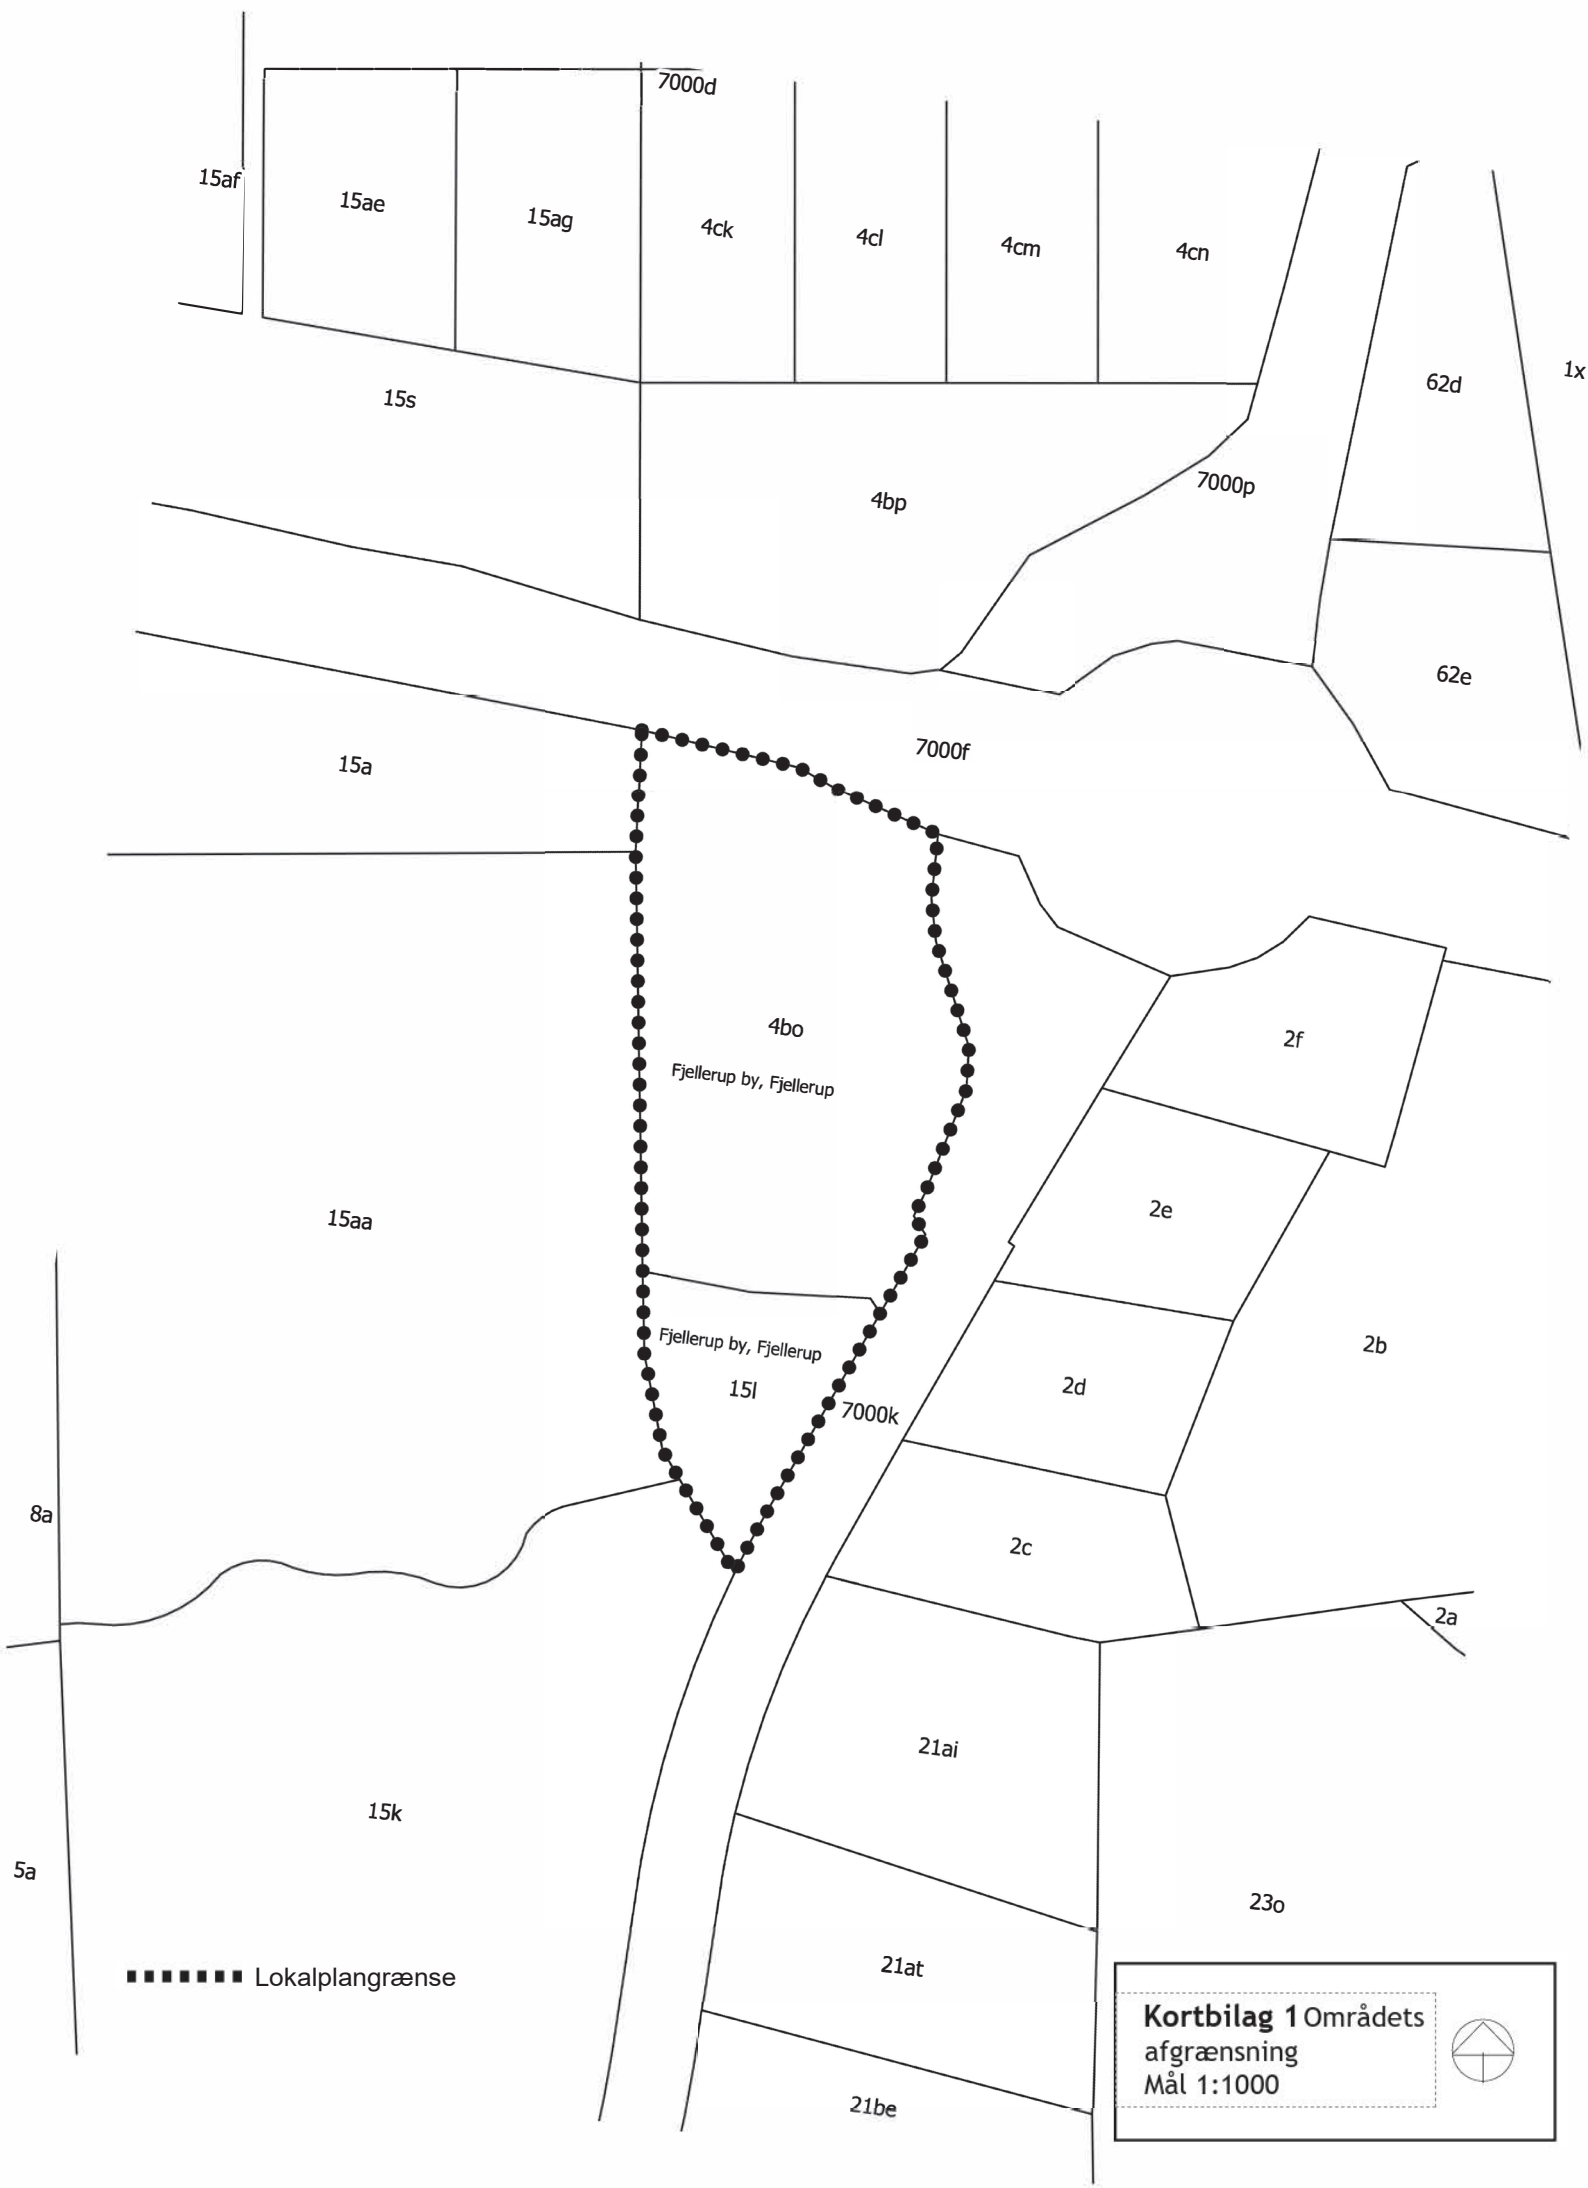 7000d
15af
15ae
15ag
4ck
4cl
4cm
4cn
62d
1x
15s
4bp
7000p
62e
7000f
15a
4bo
Fjellerup by, Fjellerup
2f
2e
15aa
Fjellerup by, Fjellerup
15l
2b
2d
7000k
8a
2c
2a
21ai
15k
5a
23o
21at
Lokalplangrænse
Kortbilag 1 Områdets
afgrænsning
Mål 1:1000
21be